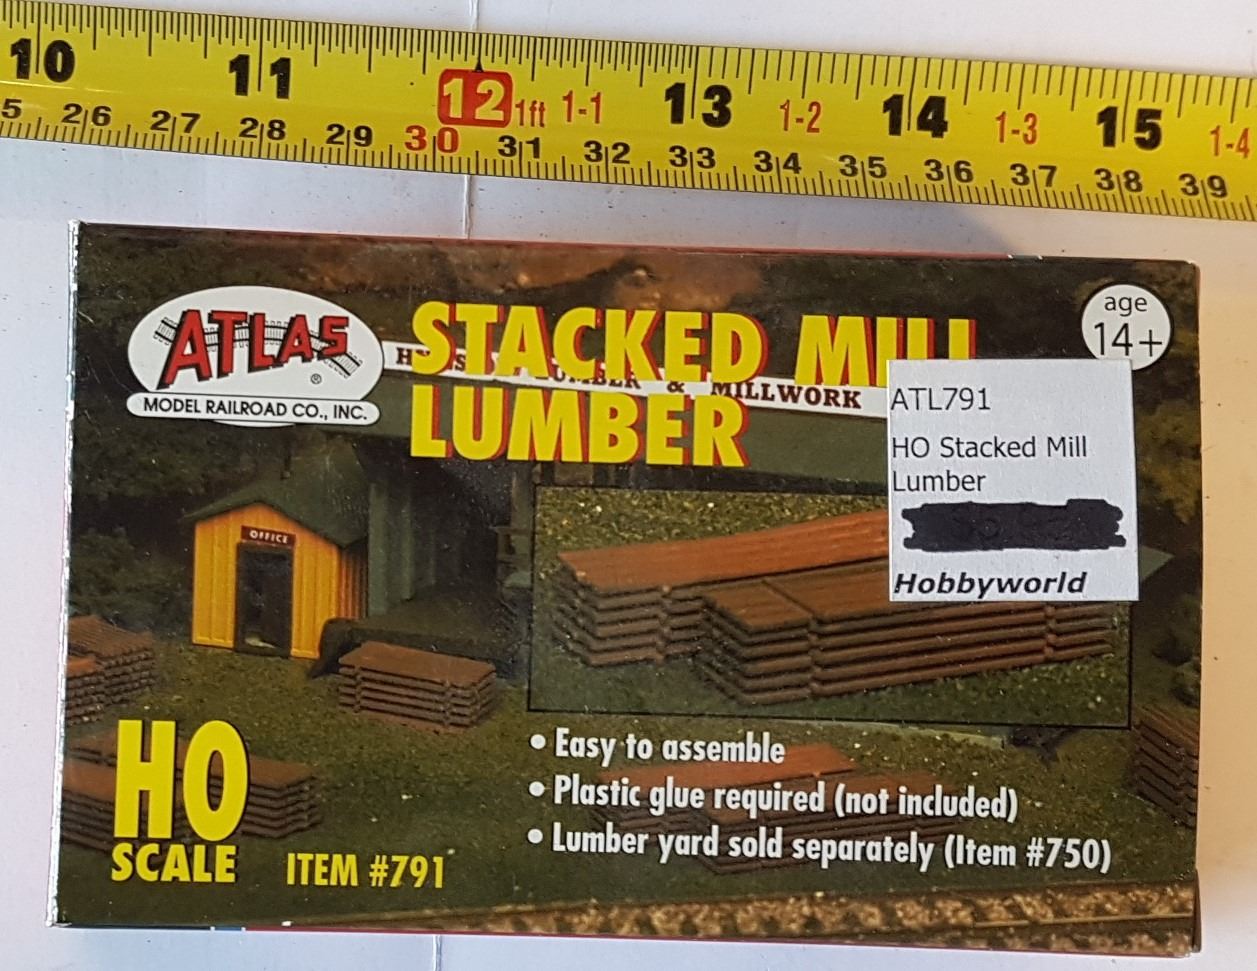 10 11 12 1ft 1-1 13 1-2 14 1-3 15 1-4
5 26 27 28 29 30 31 32 33 34 35 36 37 38 39
ATLAS
®
MODEL RAILROAD CO., INC.
STACKED MILL
LUMBER
& MILLWORK
age
14+
ATL791
HO Stacked Mill
Lumber
Hobbyworld
OFFICE
• Easy to assemble
• Plastic glue required (not included)
• Lumber yard sold separately (Item #750)
HO
SCALE
ITEM #791